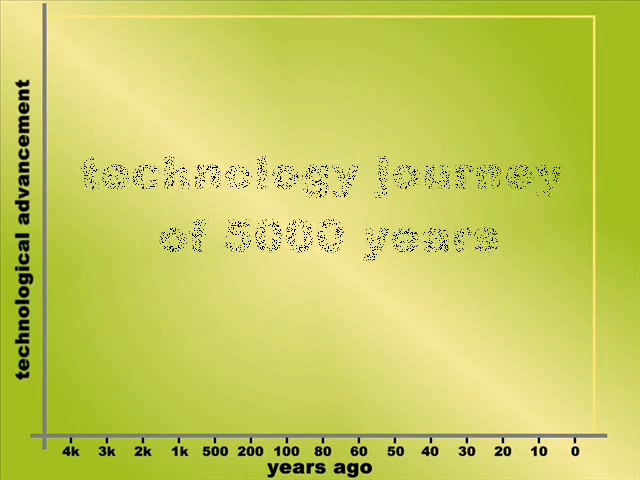 technological advancement
technology journey
of 5000 years
4k 3k 2k 1k 500 200 100 80 60 50 40 30 20 10 0
years ago